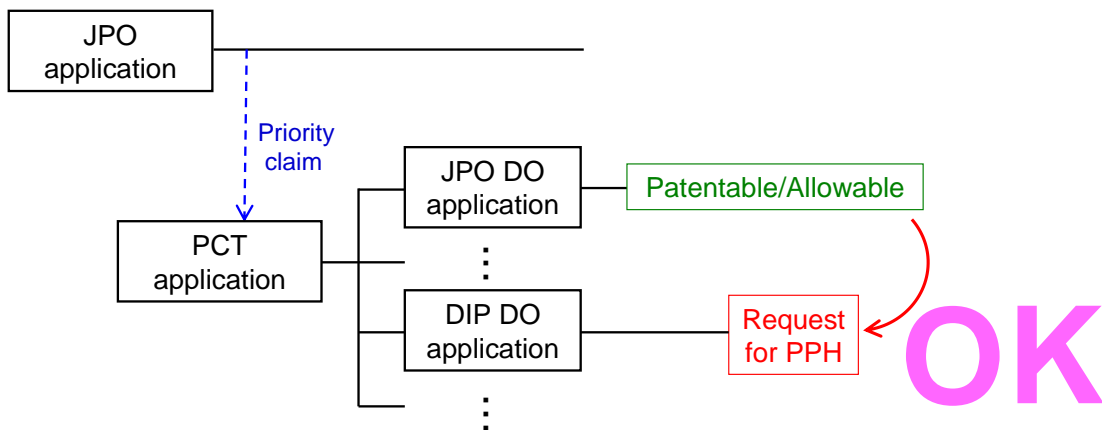 JPO
application
Priority
claim
JPO DO
application
Patentable/Allowable
PCT
application
⋮
DIP DO
application
Request
for PPH
OK
⋮